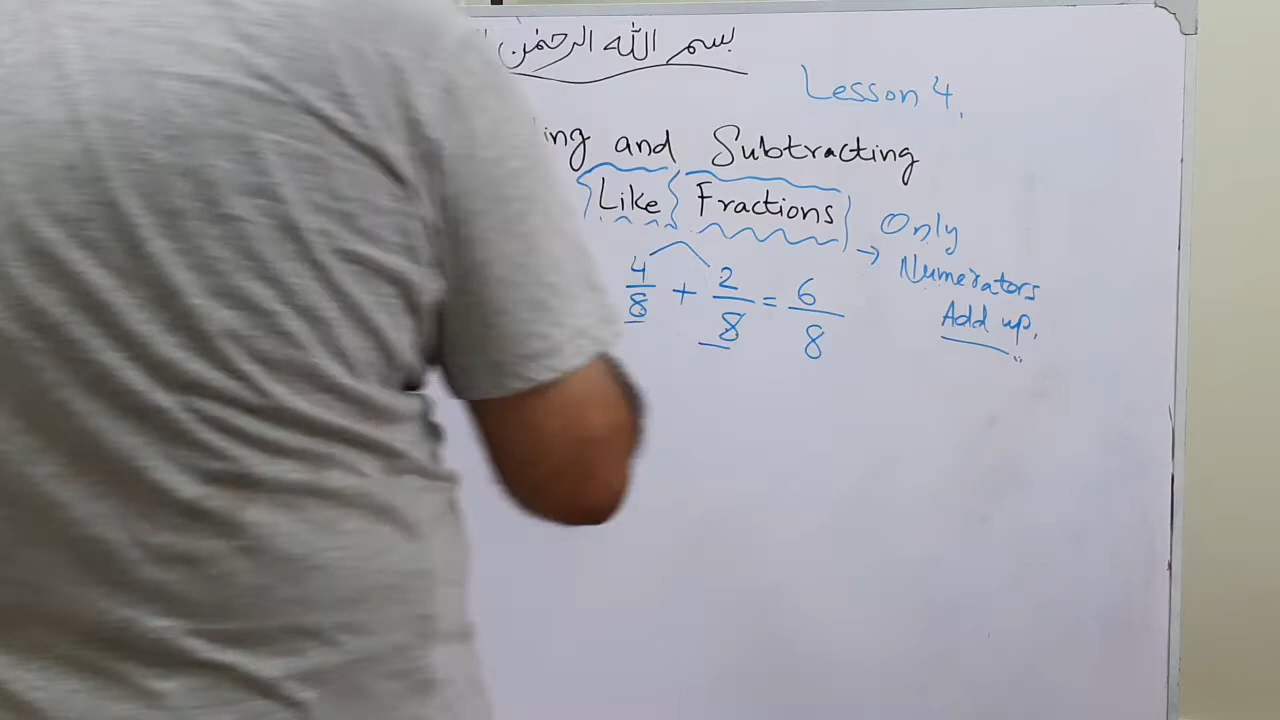 بسم الله الرحمن
Lesson 4.
ing and Subtracting
Like Fractions
4/8 + 2/8 = 6/8
→ Only
Numerators
Add up.